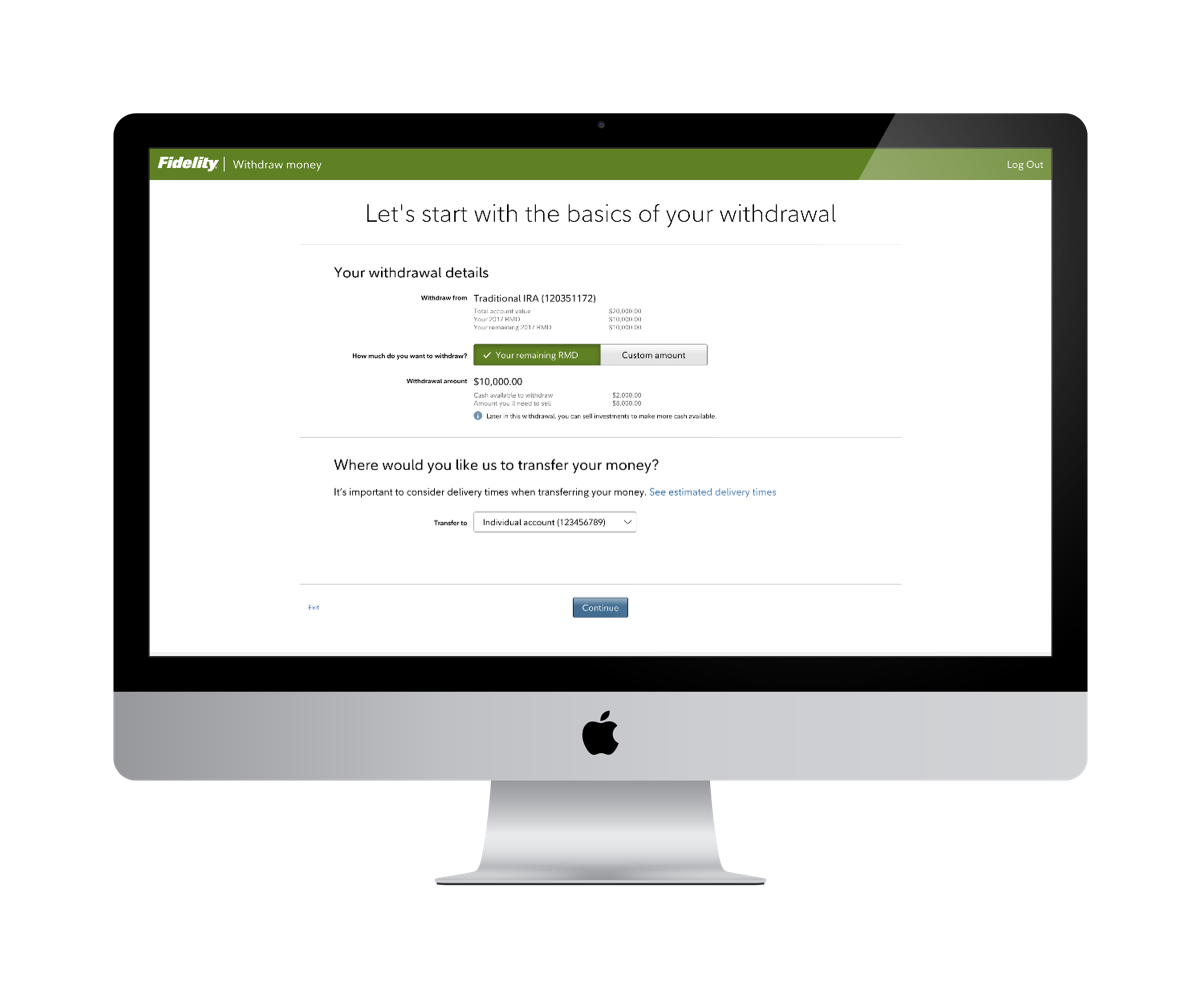 Fidelity | Withdraw money
Log Out
Let's start with the basics of your withdrawal
Your withdrawal details
Withdraw from Traditional IRA (120351172)
Total account value $20,000.00
Your 2017 RMD $10,000.00
Your remaining 2017 RMD $10,000.00
How much do you want to withdraw? Your remaining RMD Custom amount
Withdrawal amount $10,000.00
Cash available to withdraw $2,000.00
Amount you'll need to sell $8,000.00
Later in this withdrawal, you can sell investments to make more cash available.
Where would you like us to transfer your money?
It's important to consider delivery times when transferring your money. See estimated delivery times
Transfer to Individual account (123456789)
Exit
Continue